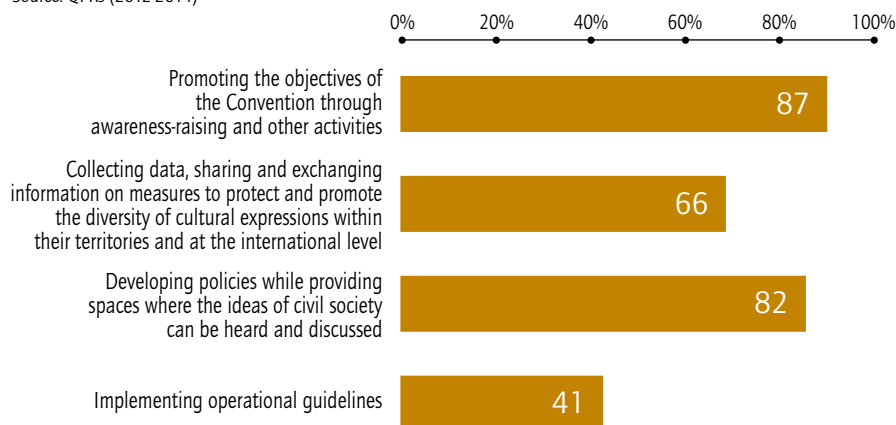 0% 20% 40% 60% 80% 100%
Promoting the objectives of
the Convention through
awareness-raising and other activities
87
Collecting data, sharing and exchanging
information on measures to protect and promote
the diversity of cultural expressions within
their territories and at the international level
66
Developing policies while providing
spaces where the ideas of civil society
can be heard and discussed
82
Implementing operational guidelines
41